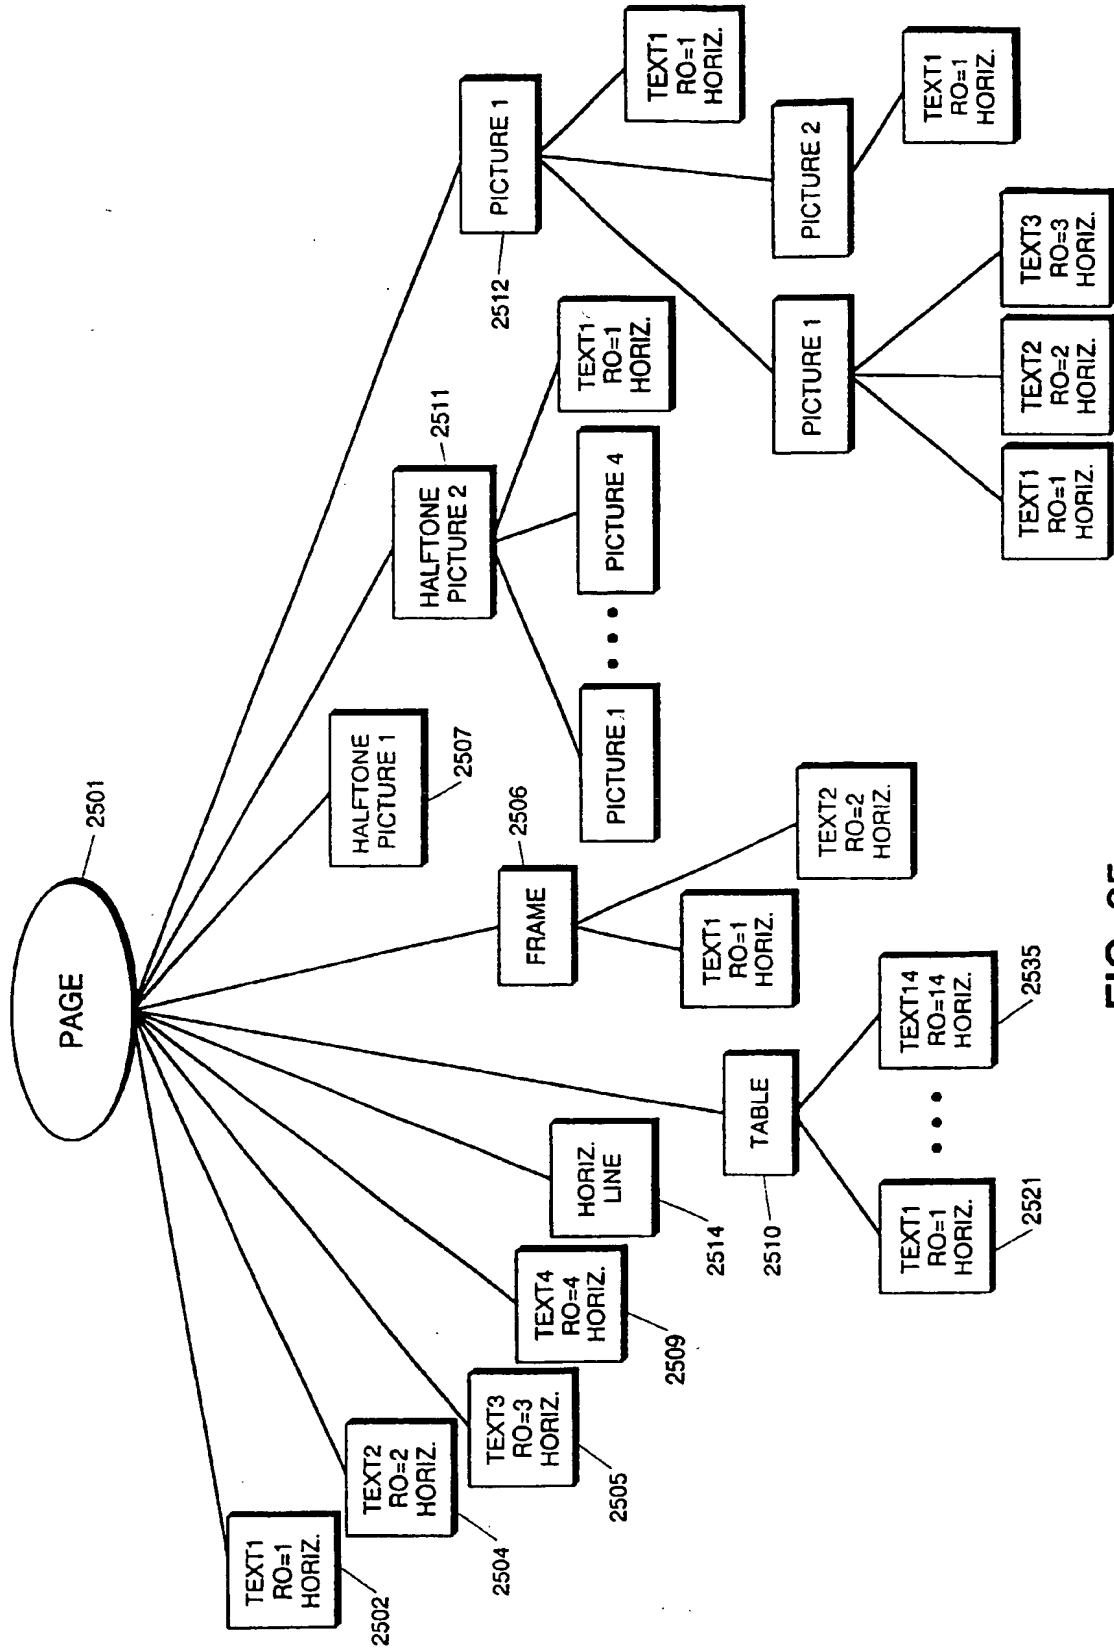 PAGE
2501
TEXT1
RO=1
HORIZ.
2502
TEXT2
RO=2
HORIZ.
2504
TEXT3
RO=3
HORIZ.
2505
TEXT4
RO=4
HORIZ.
2509
HORIZ.
LINE
2514
TABLE
2510
TEXT1
RO=1
HORIZ.
2521
TEXT14
RO=14
HORIZ.
2535
FRAME
2506
TEXT1
RO=1
HORIZ.
TEXT2
RO=2
HORIZ.
HALFTONE
PICTURE 1
2507
HALFTONE
PICTURE 2
2511
PICTURE 1
PICTURE 4
TEXT1
RO=1
HORIZ.
PICTURE 1
2512
PICTURE 1
TEXT1
RO=1
HORIZ.
TEXT2
RO=2
HORIZ.
TEXT3
RO=3
HORIZ.
PICTURE 2
TEXT1
RO=1
HORIZ.
TEXT1
RO=1
HORIZ.
FIG.